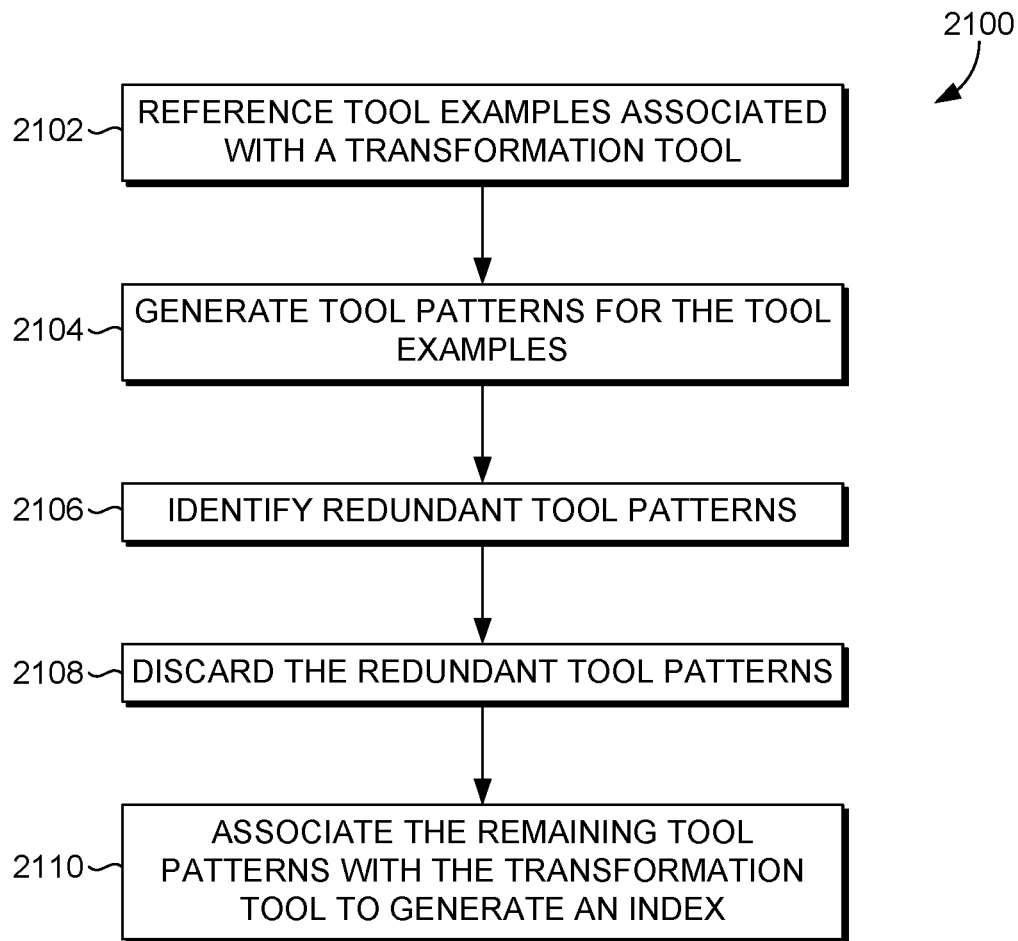 2100
2102
REFERENCE TOOL EXAMPLES ASSOCIATED
WITH A TRANSFORMATION TOOL
2104
GENERATE TOOL PATTERNS FOR THE TOOL
EXAMPLES
2106
IDENTIFY REDUNDANT TOOL PATTERNS
2108
DISCARD THE REDUNDANT TOOL PATTERNS
2110
ASSOCIATE THE REMAINING TOOL
PATTERNS WITH THE TRANSFORMATION
TOOL TO GENERATE AN INDEX